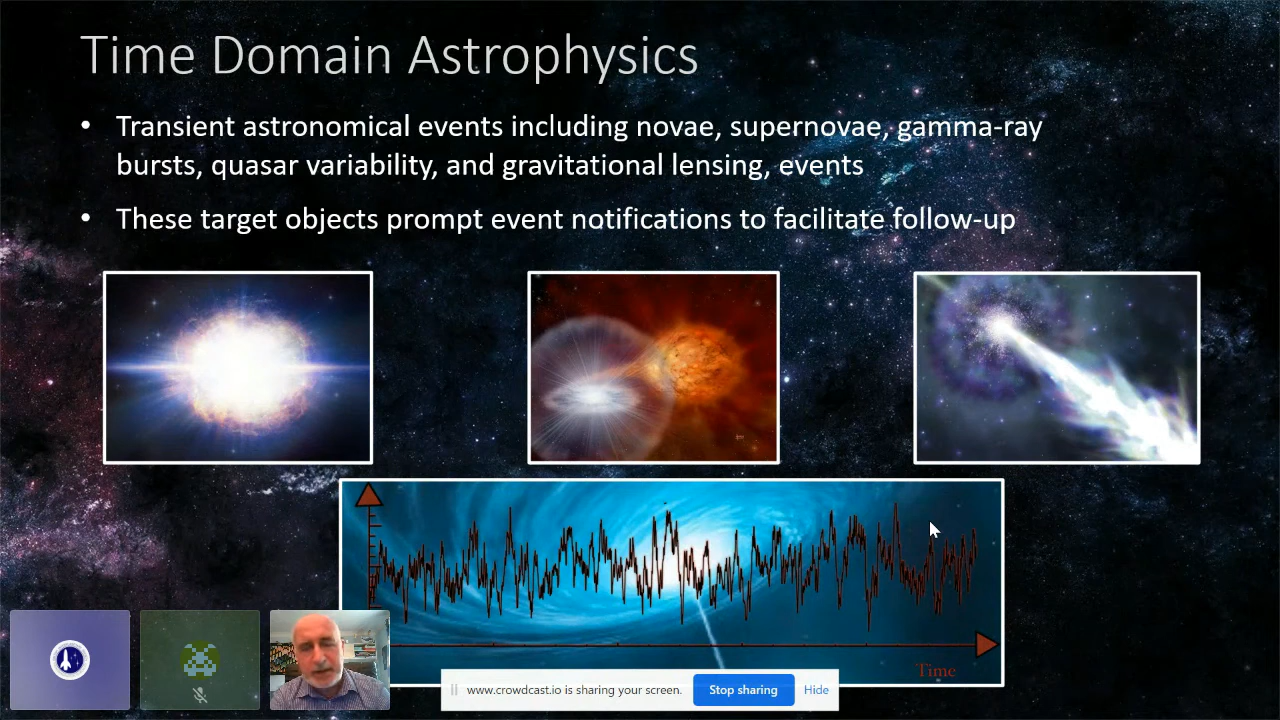 Time Domain Astrophysics
• Transient astronomical events including novae, supernovae, gamma-ray
bursts, quasar variability, and gravitational lensing, events
• These target objects prompt event notifications to facilitate follow-up
Time
www.crowdcast.io is sharing your screen.
Stop sharing
Hide